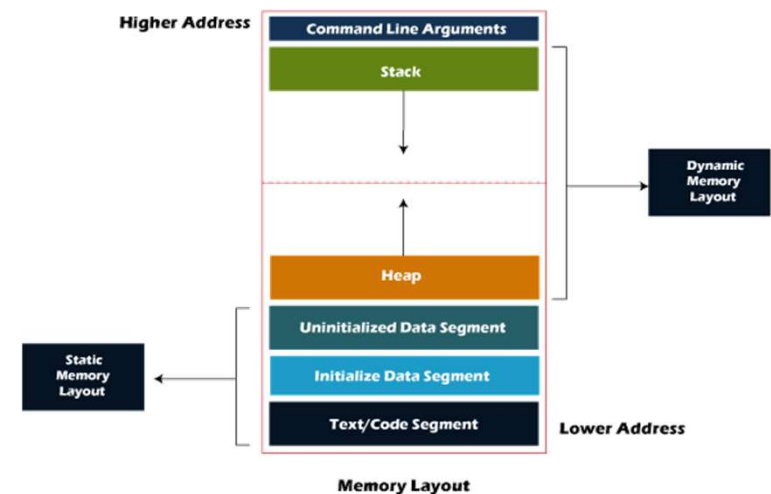 Higher Address
Command Line Arguments
Stack
Dynamic
Memory
Layout
Heap
Uninitialized Data Segment
Static
Memory
Layout
Initialize Data Segment
Text/Code Segment
Lower Address
Memory Layout